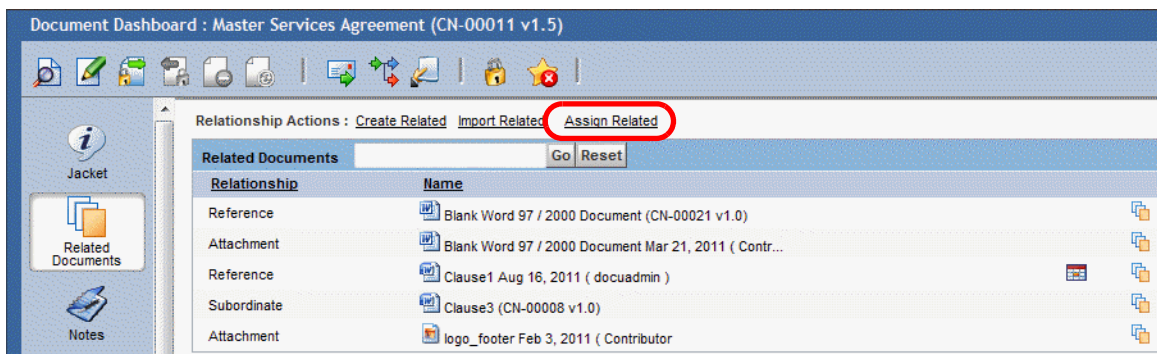 Document Dashboard : Master Services Agreement (CN-00011 v1.5)
Relationship Actions : Create Related Import Related Assign Related
Jacket
Related Documents Go Reset
Relationship Name
Reference Blank Word 97 / 2000 Document (CN-00021 v1.0)
Related
Documents
Attachment Blank Word 97 / 2000 Document Mar 21, 2011 ( Contr...
Reference Clause1 Aug 16, 2011 ( docuadmin )
Subordinate Clause3 (CN-00008 v1.0)
Notes
Attachment logo_footer Feb 3, 2011 ( Contributor